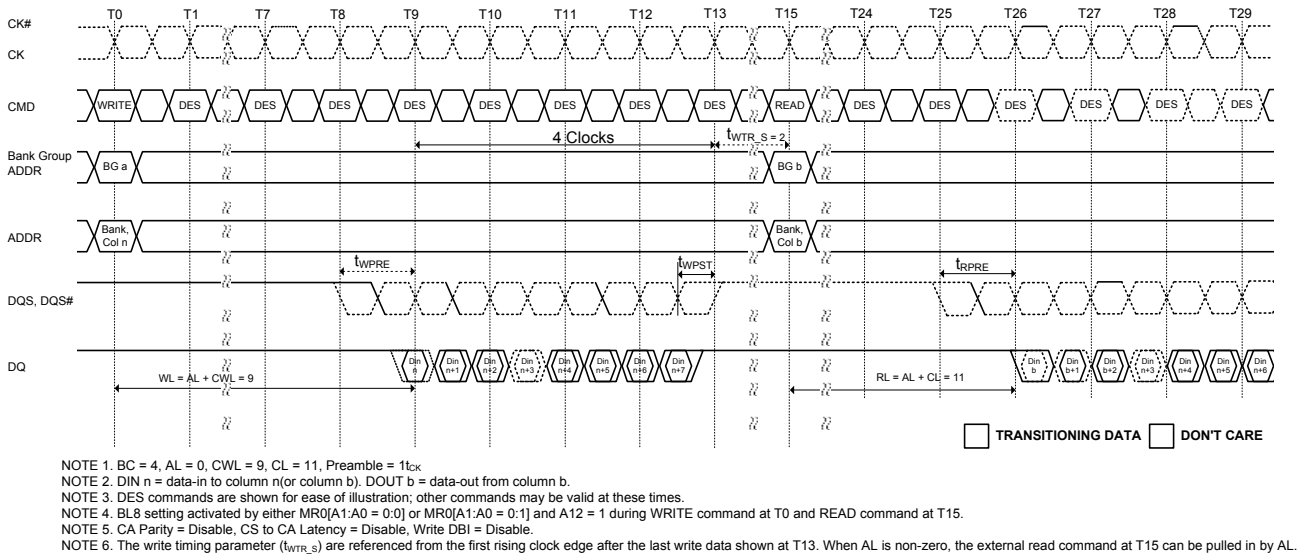 T0 T1 T7 T8 T9 T10 T11 T12 T13 T15 T24 T25 T26 T27 T28 T29
CK#
CK
CMD WRITE DES DES DES DES DES DES DES DES READ DES DES DES DES DES DES
4 Clocks tWTR_S = 2
Bank Group
ADDR
BG a BG b
ADDR
Bank, Col n
Bank, Col b
tWPRE tWPST tRPRE
DQS, DQS#
DQ
Din n Din n+1 Din n+2 Din n+3 Din n+4 Din n+5 Din n+6 Din n+7
Din b Din b+1 Din b+2 Din n+3 Din n+4 Din n+5 Din n+6
WL = AL + CWL = 9
RL = AL + CL = 11
TRANSITIONING DATA DON'T CARE
NOTE 1. BC = 4, AL = 0, CWL = 9, CL = 11, Preamble = 1tCK
NOTE 2. DIN n = data-in to column n(or column b). DOUT b = data-out from column b.
NOTE 3. DES commands are shown for ease of illustration; other commands may be valid at these times.
NOTE 4. BL8 setting activated by either MR0[A1:A0 = 0:0] or MR0[A1:A0 = 0:1] and A12 = 1 during WRITE command at T0 and READ command at T15.
NOTE 5. CA Parity = Disable, CS to CA Latency = Disable, Write DBI = Disable.
NOTE 6. The write timing parameter (tWTR_S) are referenced from the first rising clock edge after the last write data shown at T13. When AL is non-zero, the external read command at T15 can be pulled in by AL.